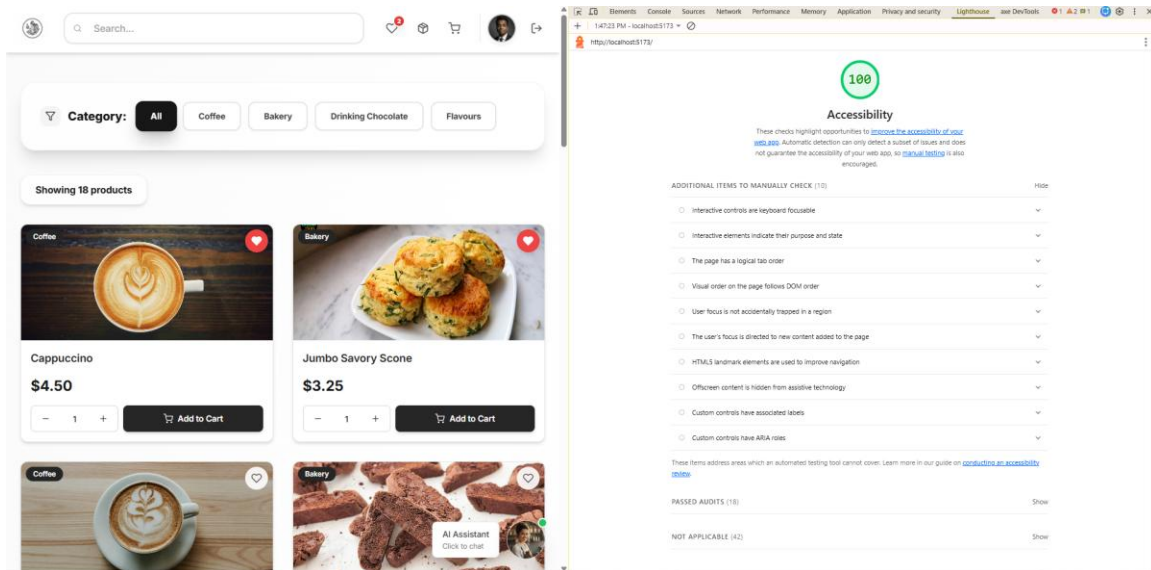 Search...
3
Category:
All
Coffee
Bakery
Drinking Chocolate
Flavours
Showing 18 products
Coffee
Cappuccino
$4.50
− 1 +
Add to Cart
Bakery
Jumbo Savory Scone
$3.25
− 1 +
Add to Cart
Coffee
Bakery
AI Assistant
Click to chat
Elements Console Sources Network Performance Memory Application Privacy and security Lighthouse axe DevTools 1 2 1
1:47:23 PM - localhost:5173
http://localhost:5173/
100
Accessibility
These checks highlight opportunities to improve the accessibility of your
web app. Automatic detection can only detect a subset of issues and does
not guarantee the accessibility of your web app, so manual testing is also
encouraged.
ADDITIONAL ITEMS TO MANUALLY CHECK (10) Hide
Interactive controls are keyboard focusable
Interactive elements indicate their purpose and state
The page has a logical tab order
Visual order on the page follows DOM order
User focus is not accidentally trapped in a region
The user's focus is directed to new content added to the page
HTML5 landmark elements are used to improve navigation
Offscreen content is hidden from assistive technology
Custom controls have associated labels
Custom controls have ARIA roles
These items address areas which an automated testing tool cannot cover. Learn more in our guide on conducting an accessibility
review.
PASSED AUDITS (18) Show
NOT APPLICABLE (42) Show